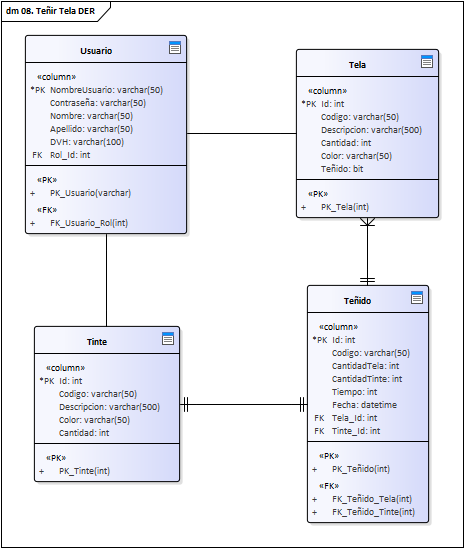 dm 08. Teñir Tela DER
Usuario
«column»
*PK NombreUsuario: varchar(50)
Contraseña: varchar(50)
Nombre: varchar(50)
Apellido: varchar(50)
DVH: varchar(100)
FK Rol_Id: int
«PK»
+ PK_Usuario(varchar)
«FK»
+ FK_Usuario_Rol(int)
Tela
«column»
*PK Id: int
Codigo: varchar(50)
Descripcion: varchar(500)
Cantidad: int
Color: varchar(50)
Teñido: bit
«PK»
+ PK_Tela(int)
Tinte
«column»
*PK Id: int
Codigo: varchar(50)
Descripcion: varchar(500)
Color: varchar(50)
Cantidad: int
«PK»
+ PK_Tinte(int)
Teñido
«column»
*PK Id: int
Codigo: varchar(50)
CantidadTela: int
CantidadTinte: int
Tiempo: int
Fecha: datetime
FK Tela_Id: int
FK Tinte_Id: int
«PK»
+ PK_Teñido(int)
«FK»
+ FK_Teñido_Tela(int)
+ FK_Teñido_Tinte(int)